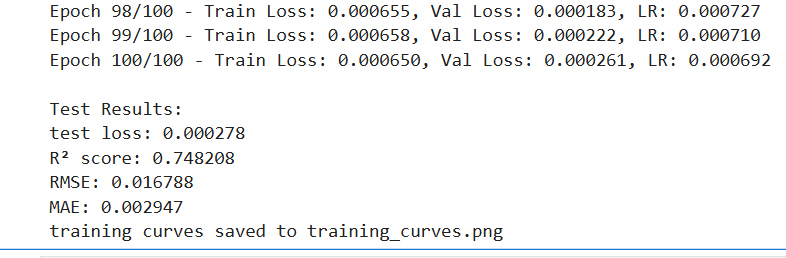 Epoch 98/100 - Train Loss: 0.000655, Val Loss: 0.000183, LR: 0.000727
Epoch 99/100 - Train Loss: 0.000658, Val Loss: 0.000222, LR: 0.000710
Epoch 100/100 - Train Loss: 0.000650, Val Loss: 0.000261, LR: 0.000692
Test Results:
test loss: 0.000278
R² score: 0.748208
RMSE: 0.016788
MAE: 0.002947
training curves saved to training_curves.png